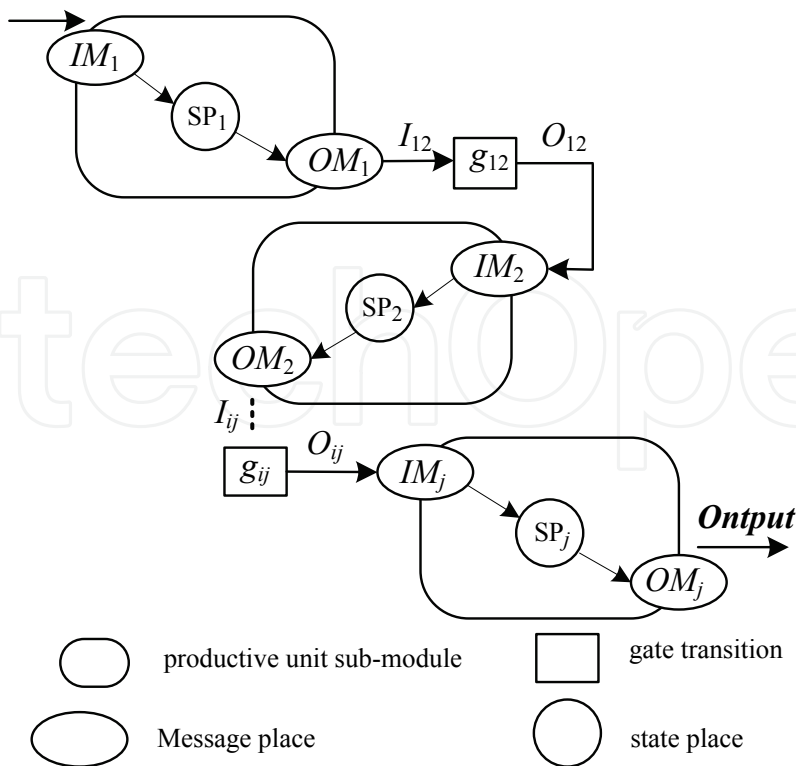 IM₁
SP₁
OM₁
I₁₂
g₁₂
O₁₂
IM₂
SP₂
OM₂
Iᵢⱼ
gᵢⱼ
Oᵢⱼ
IMⱼ
SPⱼ
OMⱼ
Ontput
productive unit sub-module
gate transition
Message place
state place
techOpe